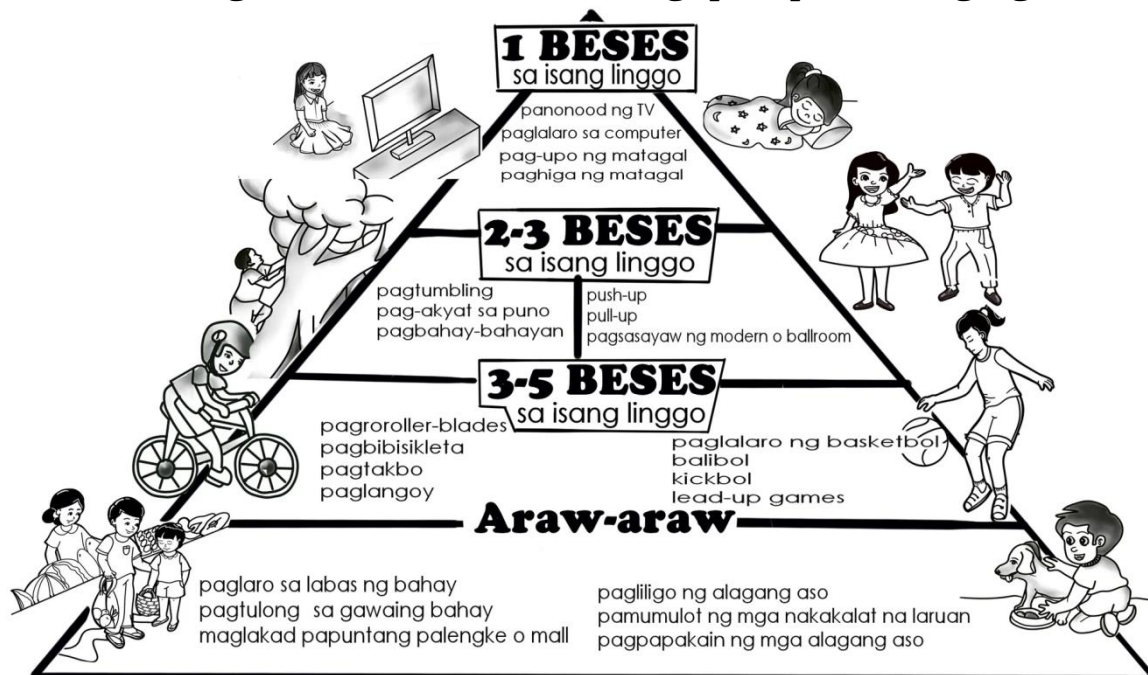 1 BESES
sa isang linggo
panonood ng TV
paglalaro sa computer
pag-upo ng matagal
paghiga ng matagal
2-3 BESES
sa isang linggo
pagtumbling
pag-akyat sa puno
pagbahay-bahayan
push-up
pull-up
pagsasayaw ng modern o ballroom
3-5 BESES
sa isang linggo
pagroroller-blades
pagbibisikleta
pagtakbo
paglangoy
paglalaro ng basketbol
balibol
kickbol
lead-up games
Araw-araw
paglaro sa labas ng bahay
pagtulong sa gawaing bahay
maglakad papuntang palengke o mall
pagliligo ng alagang aso
pamumulot ng mga nakakalat na laruan
pagpapakain ng mga alagang aso